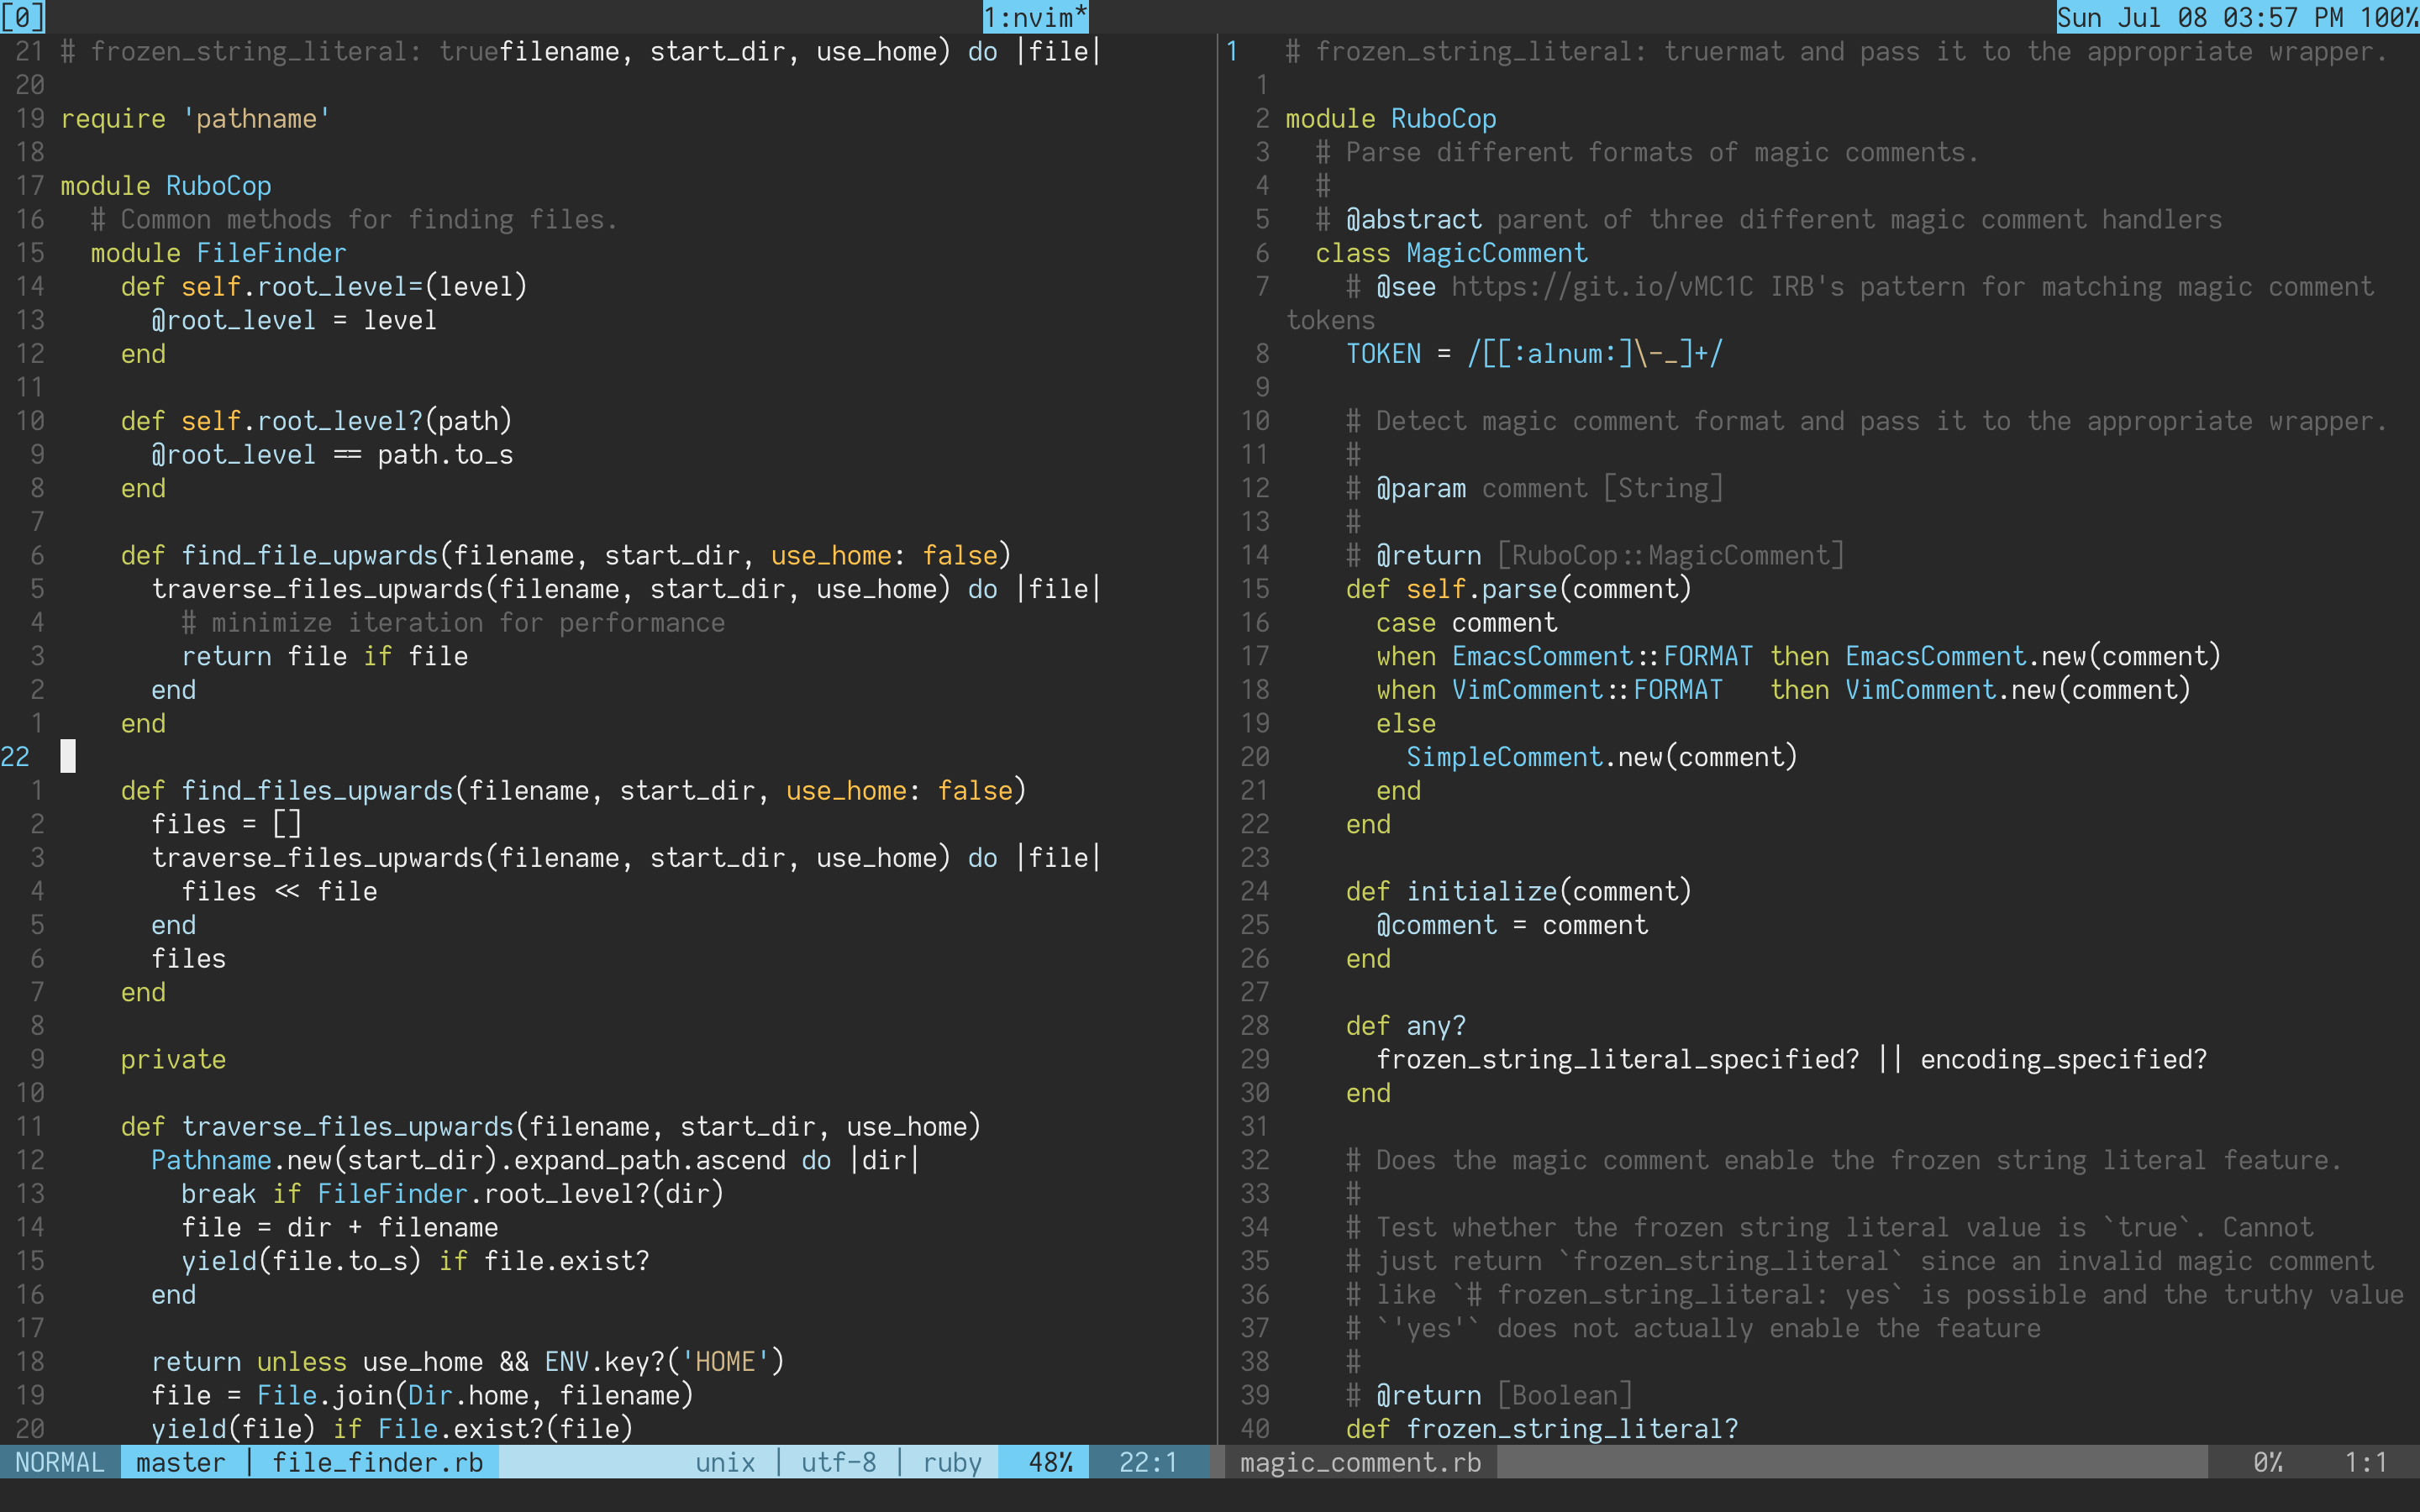 [0] 1:nvim* Sun Jul 08 03:57 PM 100%
21 # frozen_string_literal: truefilename, start_dir, use_home) do |file|
20
19 require 'pathname'
18
17 module RuboCop
16   # Common methods for finding files.
15   module FileFinder
14     def self.root_level=(level)
13       @root_level = level
12     end
11
10     def self.root_level?(path)
9       @root_level == path.to_s
8     end
7
6     def find_file_upwards(filename, start_dir, use_home: false)
5       traverse_files_upwards(filename, start_dir, use_home) do |file|
4         # minimize iteration for performance
3         return file if file
2       end
1     end
22
1     def find_files_upwards(filename, start_dir, use_home: false)
2       files = []
3       traverse_files_upwards(filename, start_dir, use_home) do |file|
4         files << file
5       end
6       files
7     end
8
9     private
10
11     def traverse_files_upwards(filename, start_dir, use_home)
12       Pathname.new(start_dir).expand_path.ascend do |dir|
13         break if FileFinder.root_level?(dir)
14         file = dir + filename
15         yield(file.to_s) if file.exist?
16       end
17
18       return unless use_home && ENV.key?('HOME')
19       file = File.join(Dir.home, filename)
20       yield(file) if File.exist?(file)
NORMAL master | file_finder.rb unix | utf-8 | ruby 48% 22:1
1 # frozen_string_literal: truermat and pass it to the appropriate wrapper.
1
2 module RuboCop
3   # Parse different formats of magic comments.
4   #
5   # @abstract parent of three different magic comment handlers
6   class MagicComment
7     # @see https://git.io/vMC1C IRB's pattern for matching magic comment
tokens
8     TOKEN = /[[:alnum:]\-_]+/
9
10     # Detect magic comment format and pass it to the appropriate wrapper.
11     #
12     # @param comment [String]
13     #
14     # @return [RuboCop::MagicComment]
15     def self.parse(comment)
16       case comment
17       when EmacsComment::FORMAT then EmacsComment.new(comment)
18       when VimComment::FORMAT   then VimComment.new(comment)
19       else
20         SimpleComment.new(comment)
21       end
22     end
23
24     def initialize(comment)
25       @comment = comment
26     end
27
28     def any?
29       frozen_string_literal_specified? || encoding_specified?
30     end
31
32     # Does the magic comment enable the frozen string literal feature.
33     #
34     # Test whether the frozen string literal value is `true`. Cannot
35     # just return `frozen_string_literal` since an invalid magic comment
36     # like `# frozen_string_literal: yes` is possible and the truthy value
37     # `'yes'` does not actually enable the feature
38     #
39     # @return [Boolean]
40     def frozen_string_literal?
magic_comment.rb 0% 1:1